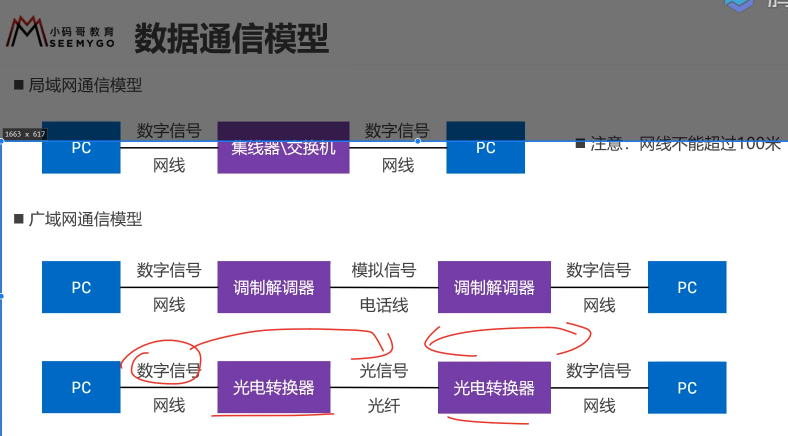 小码哥教育
SEEMYGO
数据通信模型
■ 局域网通信模型
1663 x 617
PC 数字信号 网线 集线器\交换机 数字信号 网线 PC
■ 注意：网线不能超过100米
■ 广域网通信模型
PC 数字信号 网线 调制解调器 模拟信号 电话线 调制解调器 数字信号 网线 PC
PC 数字信号 网线 光电转换器 光信号 光纤 光电转换器 数字信号 网线 PC